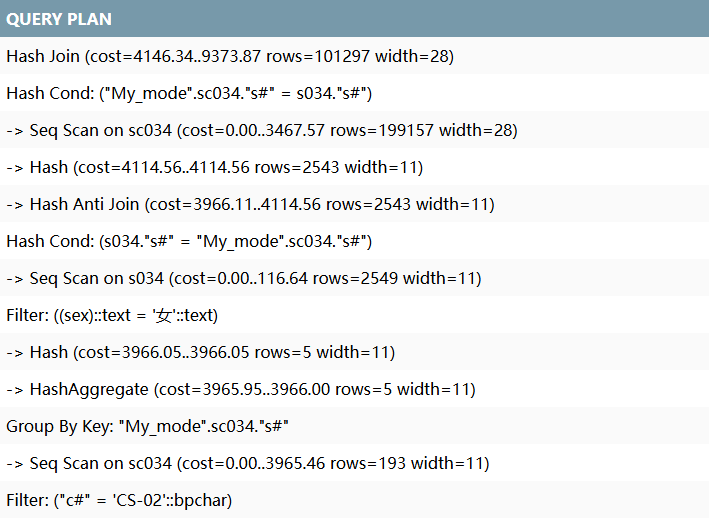 QUERY PLAN
Hash Join (cost=4146.34..9373.87 rows=101297 width=28)
Hash Cond: ("My_mode".sc034."s#" = s034."s#")
-> Seq Scan on sc034 (cost=0.00..3467.57 rows=199157 width=28)
-> Hash (cost=4114.56..4114.56 rows=2543 width=11)
-> Hash Anti Join (cost=3966.11..4114.56 rows=2543 width=11)
Hash Cond: (s034."s#" = "My_mode".sc034."s#")
-> Seq Scan on s034 (cost=0.00..116.64 rows=2549 width=11)
Filter: ((sex)::text = '女'::text)
-> Hash (cost=3966.05..3966.05 rows=5 width=11)
-> HashAggregate (cost=3965.95..3966.00 rows=5 width=11)
Group By Key: "My_mode".sc034."s#"
-> Seq Scan on sc034 (cost=0.00..3965.46 rows=193 width=11)
Filter: ("c#" = 'CS-02'::bpchar)